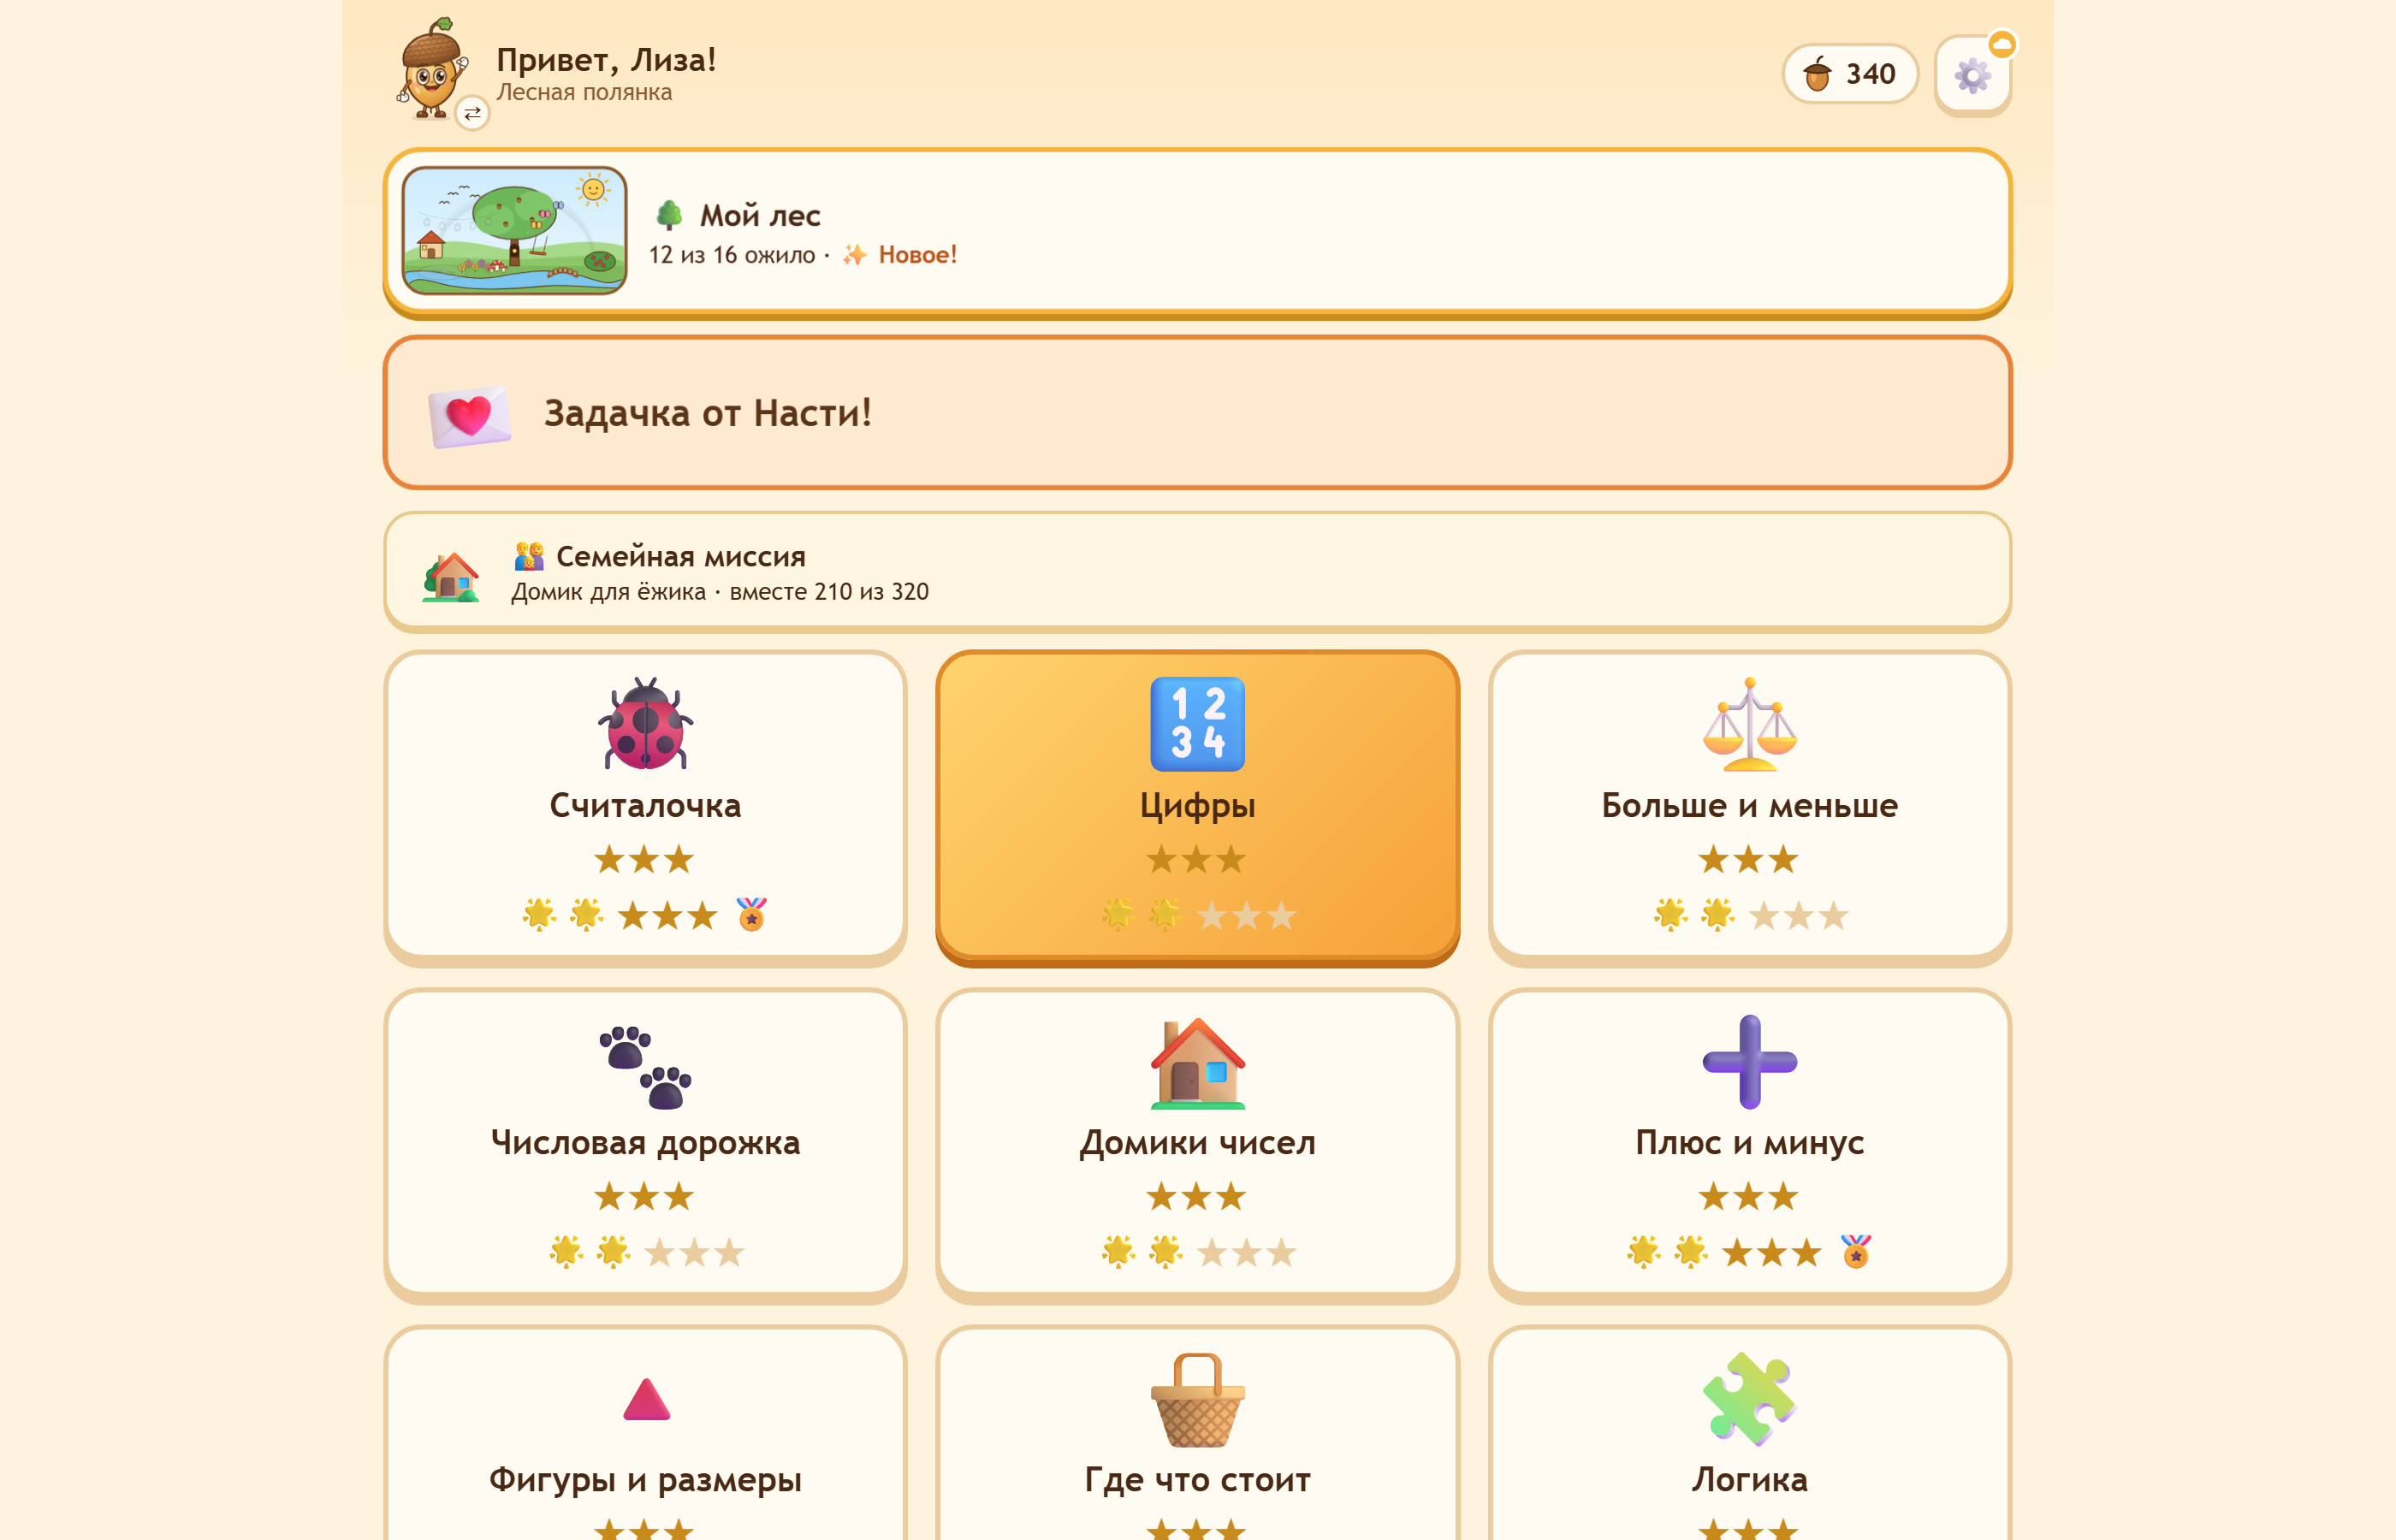 Привет, Лиза!
Лесная полянка
340
Мой лес
12 из 16 ожило · ✨ Новое!
Задачка от Насти!
Семейная миссия
Домик для ёжика · вместе 210 из 320
1 2
3 4
Считалочка
Цифры
Больше и меньше
Числовая дорожка
Домики чисел
Плюс и минус
Фигуры и размеры
Где что стоит
Логика